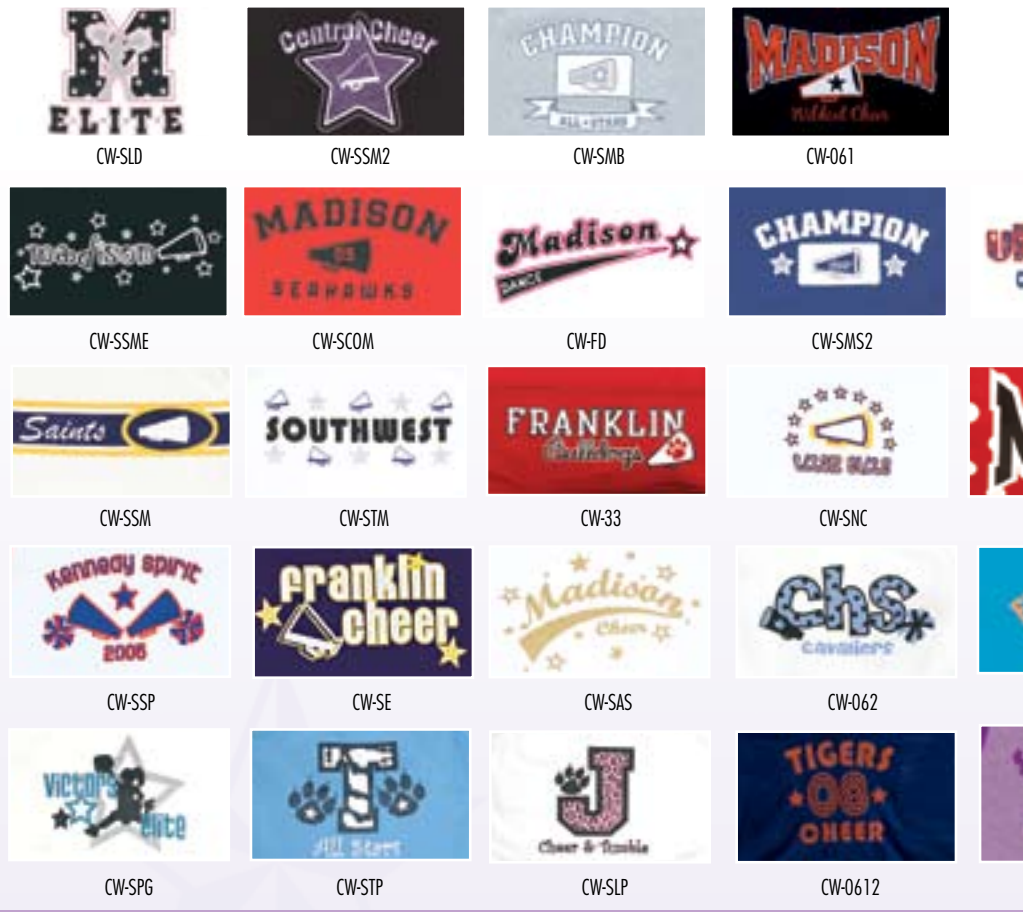 M
ELITE
CW-SLD
Central Cheer
CW-SSM2
CHAMPION
ALL-STARS
CW-SMB
MADISON
Wildcat Cheer
CW-061
CW-SSME
MADISON
SEAHAWKS
CW-SCOM
Madison
DANCE
CW-FD
CHAMPION
CW-SMS2
Saints
CW-SSM
SOUTHWEST
CW-STM
FRANKLIN
Bulldogs
CW-33
CW-SNC
Kennedy Spirit
2006
CW-SSP
franklin
cheer
CW-SE
Madison
Cheer
CW-SAS
chs
cavaliers
CW-062
Victors
elite
CW-SPG
T
All Stars
CW-STP
J
Cheer & Tumble
CW-SLP
TIGERS
08
CHEER
CW-0612